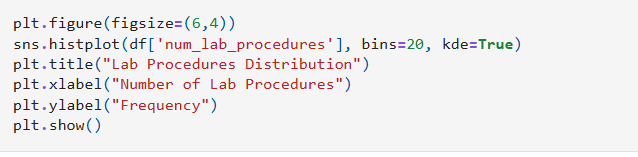 plt.figure(figsize=(6,4))
sns.histplot(df['num_lab_procedures'], bins=20, kde=True)
plt.title("Lab Procedures Distribution")
plt.xlabel("Number of Lab Procedures")
plt.ylabel("Frequency")
plt.show()